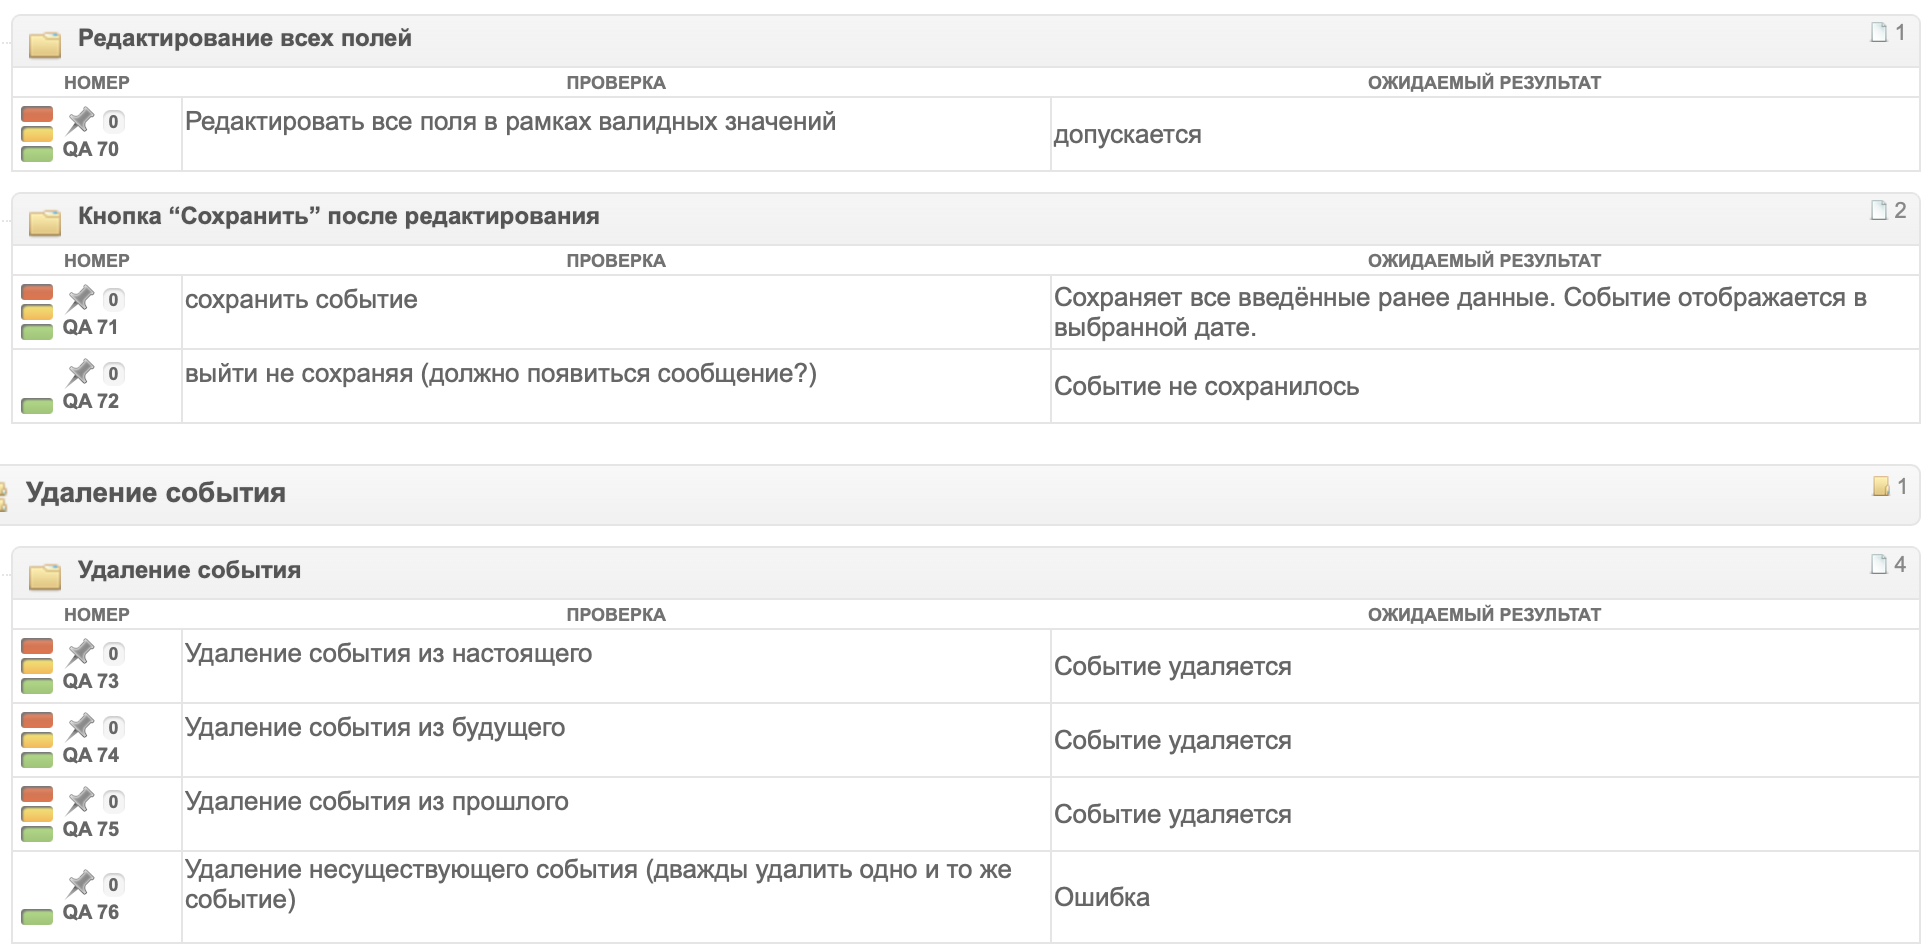 Редактирование всех полей
1
НОМЕР ПРОВЕРКА ОЖИДАЕМЫЙ РЕЗУЛЬТАТ
0
QA 70
Редактировать все поля в рамках валидных значений
допускается
Кнопка “Сохранить” после редактирования
2
НОМЕР ПРОВЕРКА ОЖИДАЕМЫЙ РЕЗУЛЬТАТ
0
QA 71
сохранить событие
Сохраняет все введённые ранее данные. Событие отображается в
выбранной дате.
0
QA 72
выйти не сохраняя (должно появиться сообщение?)
Событие не сохранилось
Удаление события
1
Удаление события
4
НОМЕР ПРОВЕРКА ОЖИДАЕМЫЙ РЕЗУЛЬТАТ
0
QA 73
Удаление события из настоящего
Событие удаляется
0
QA 74
Удаление события из будущего
Событие удаляется
0
QA 75
Удаление события из прошлого
Событие удаляется
0
QA 76
Удаление несуществующего события (дважды удалить одно и то же
событие)
Ошибка